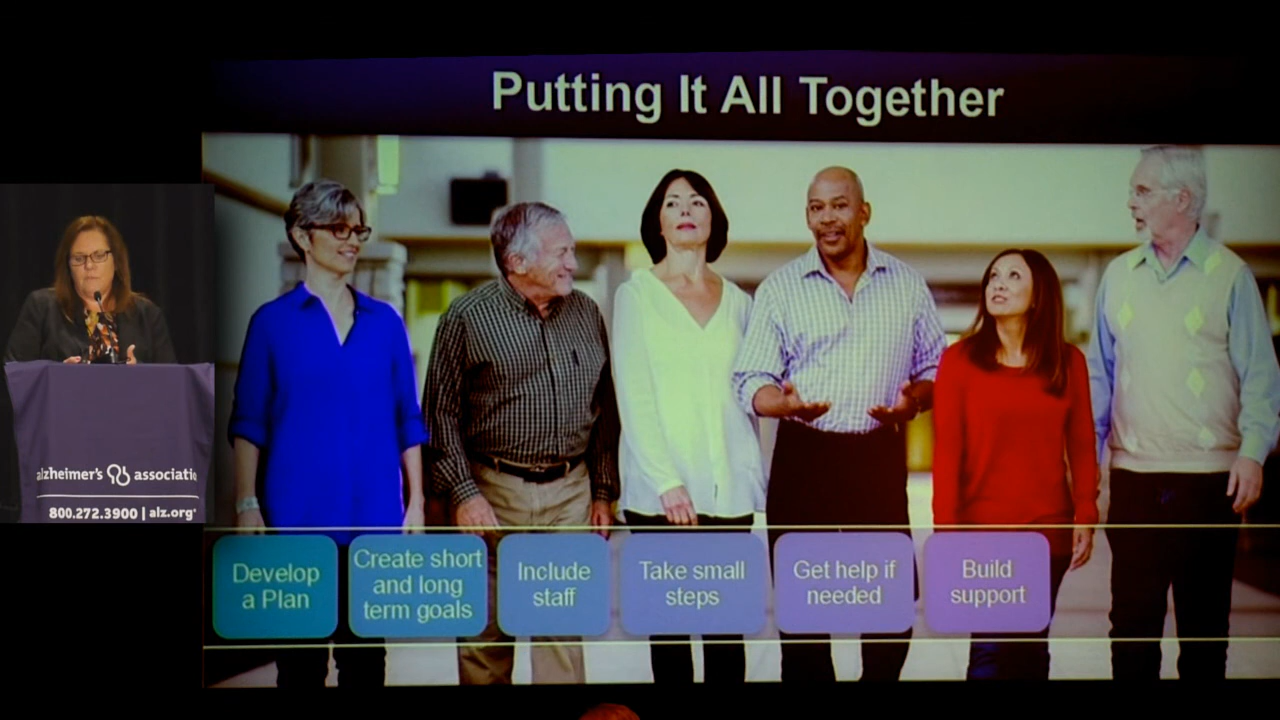 Putting It All Together
alzheimer's associatio
800.272.3900 | alz.org
Develop
a Plan
Create short
and long
term goals
Include
staff
Take small
steps
Get help if
needed
Build
support